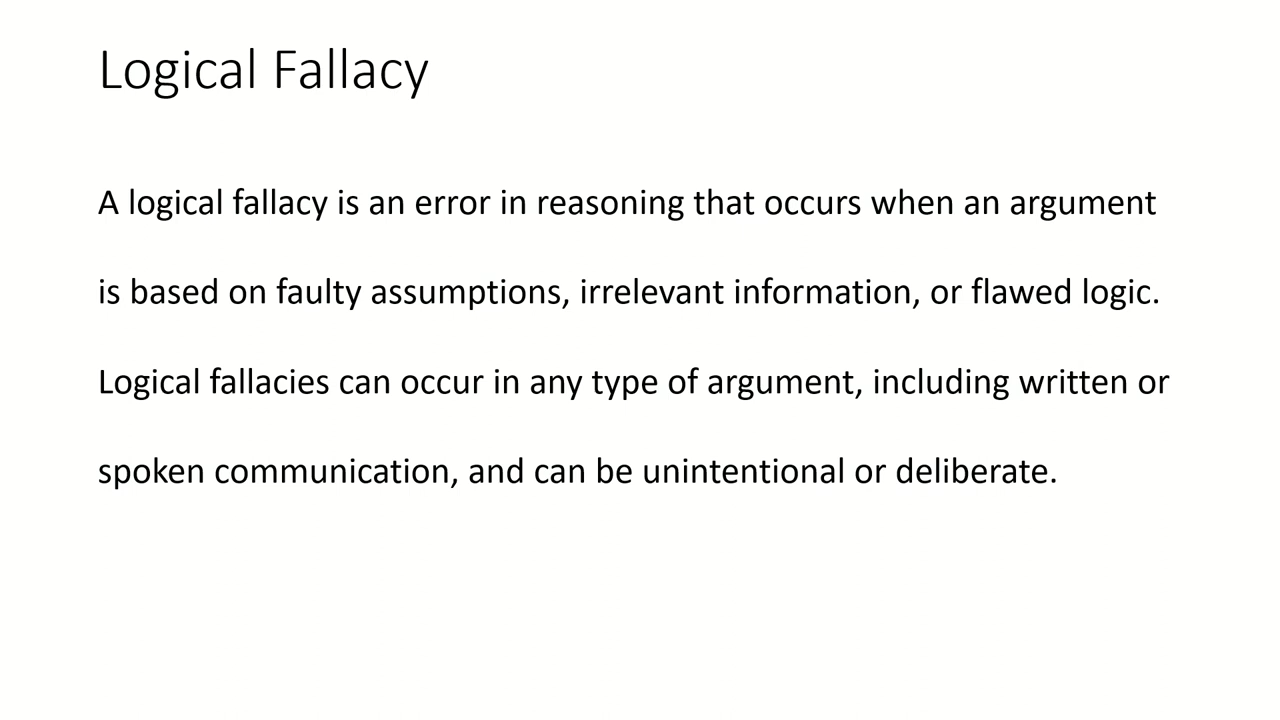 Logical Fallacy
A logical fallacy is an error in reasoning that occurs when an argument
is based on faulty assumptions, irrelevant information, or flawed logic.
Logical fallacies can occur in any type of argument, including written or
spoken communication, and can be unintentional or deliberate.